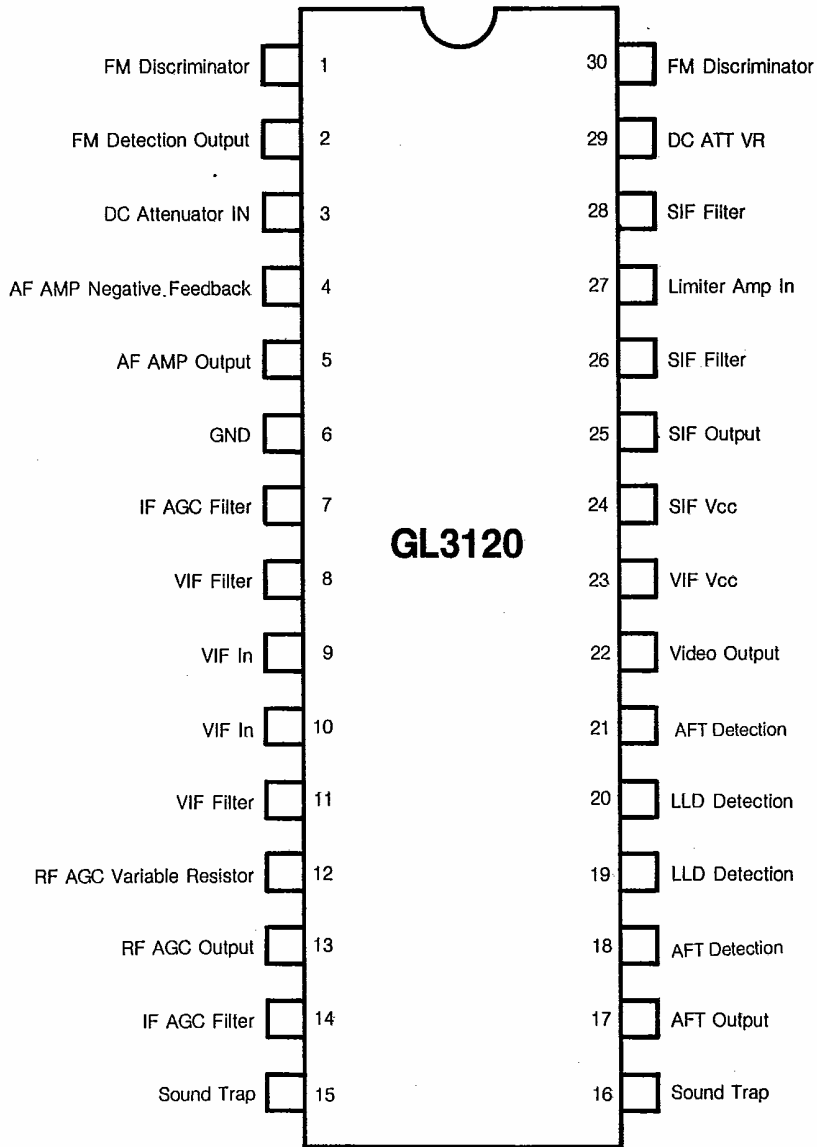 FM Discriminator 1 30 FM Discriminator
FM Detection Output 2 29 DC ATT VR
DC Attenuator IN 3 28 SIF Filter
AF AMP Negative.Feedback 4 27 Limiter Amp In
AF AMP Output 5 26 SIF Filter
GND 6 25 SIF Output
IF AGC Filter 7 24 SIF Vcc
GL3120
VIF Filter 8 23 VIF Vcc
VIF In 9 22 Video Output
VIF In 10 21 AFT Detection
VIF Filter 11 20 LLD Detection
RF AGC Variable Resistor 12 19 LLD Detection
RF AGC Output 13 18 AFT Detection
IF AGC Filter 14 17 AFT Output
Sound Trap 15 16 Sound Trap